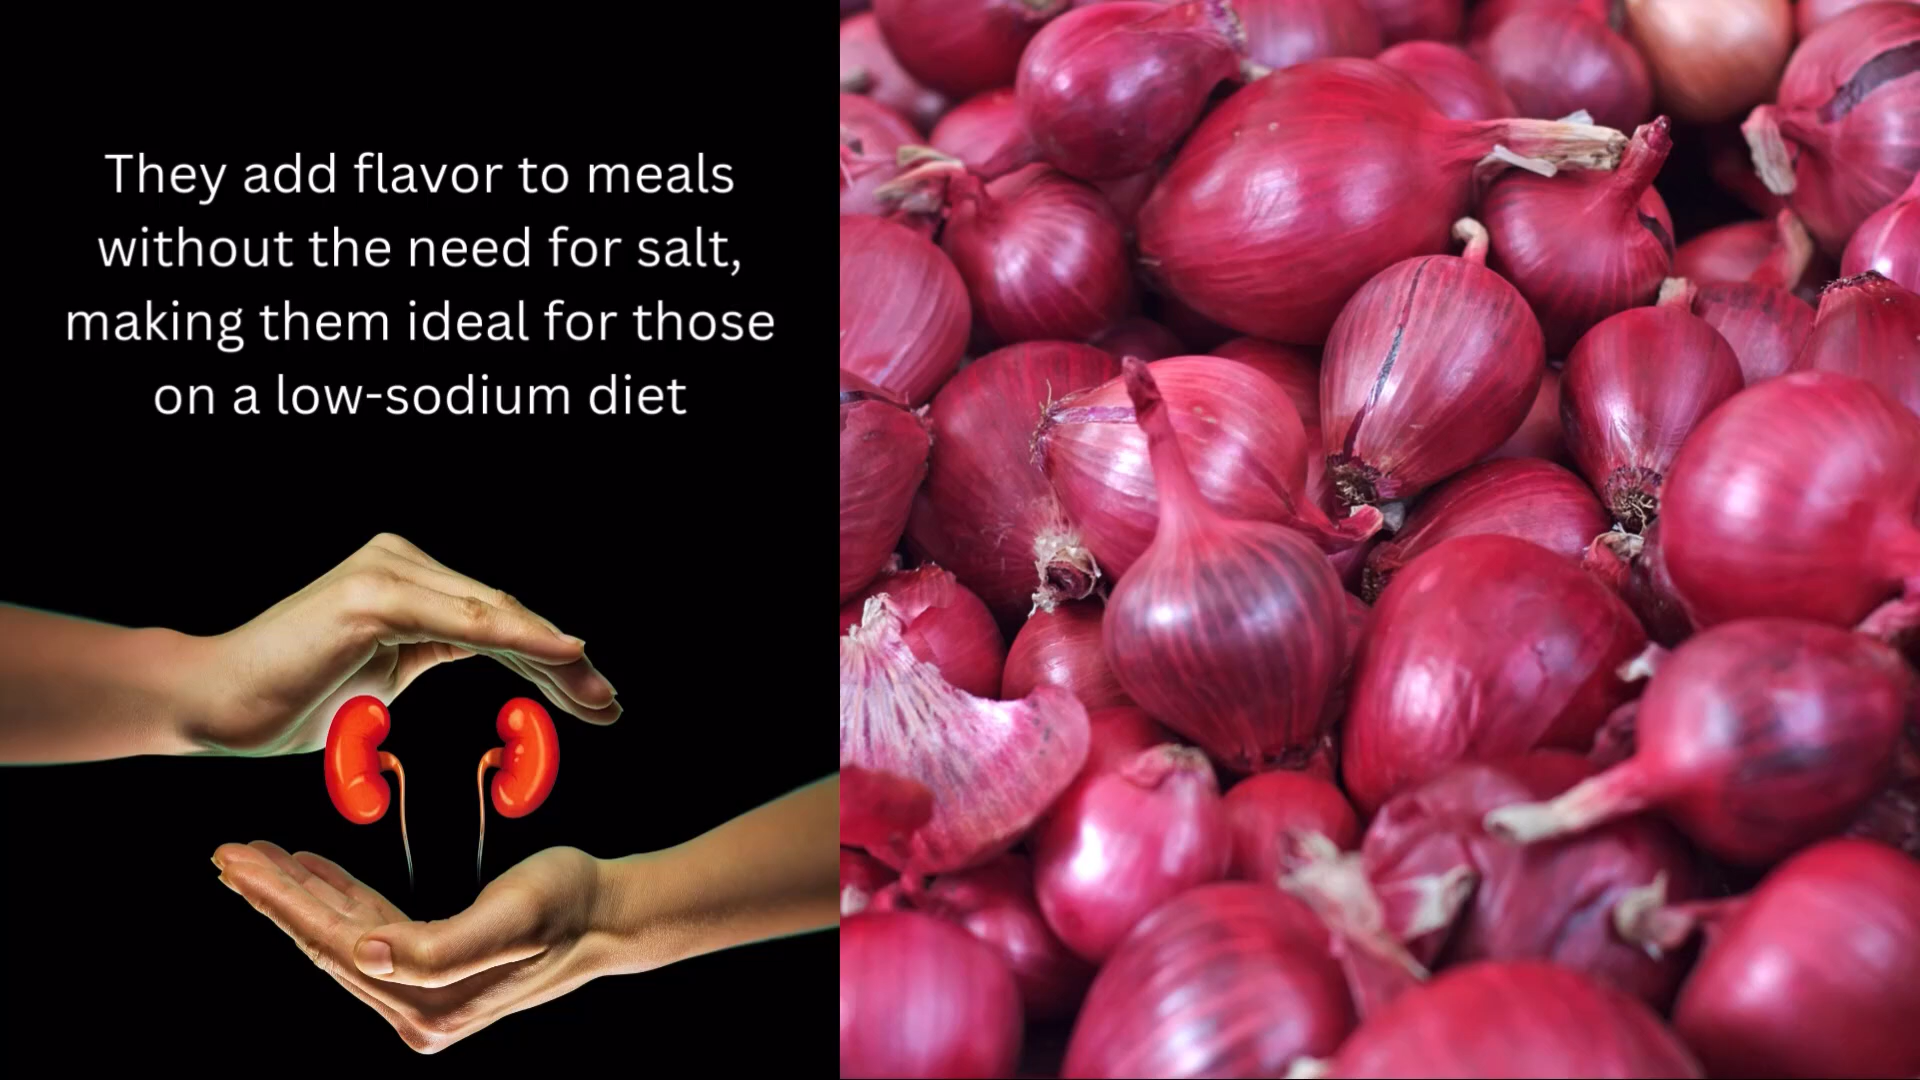 They add flavor to meals
without the need for salt,
making them ideal for those
on a low-sodium diet